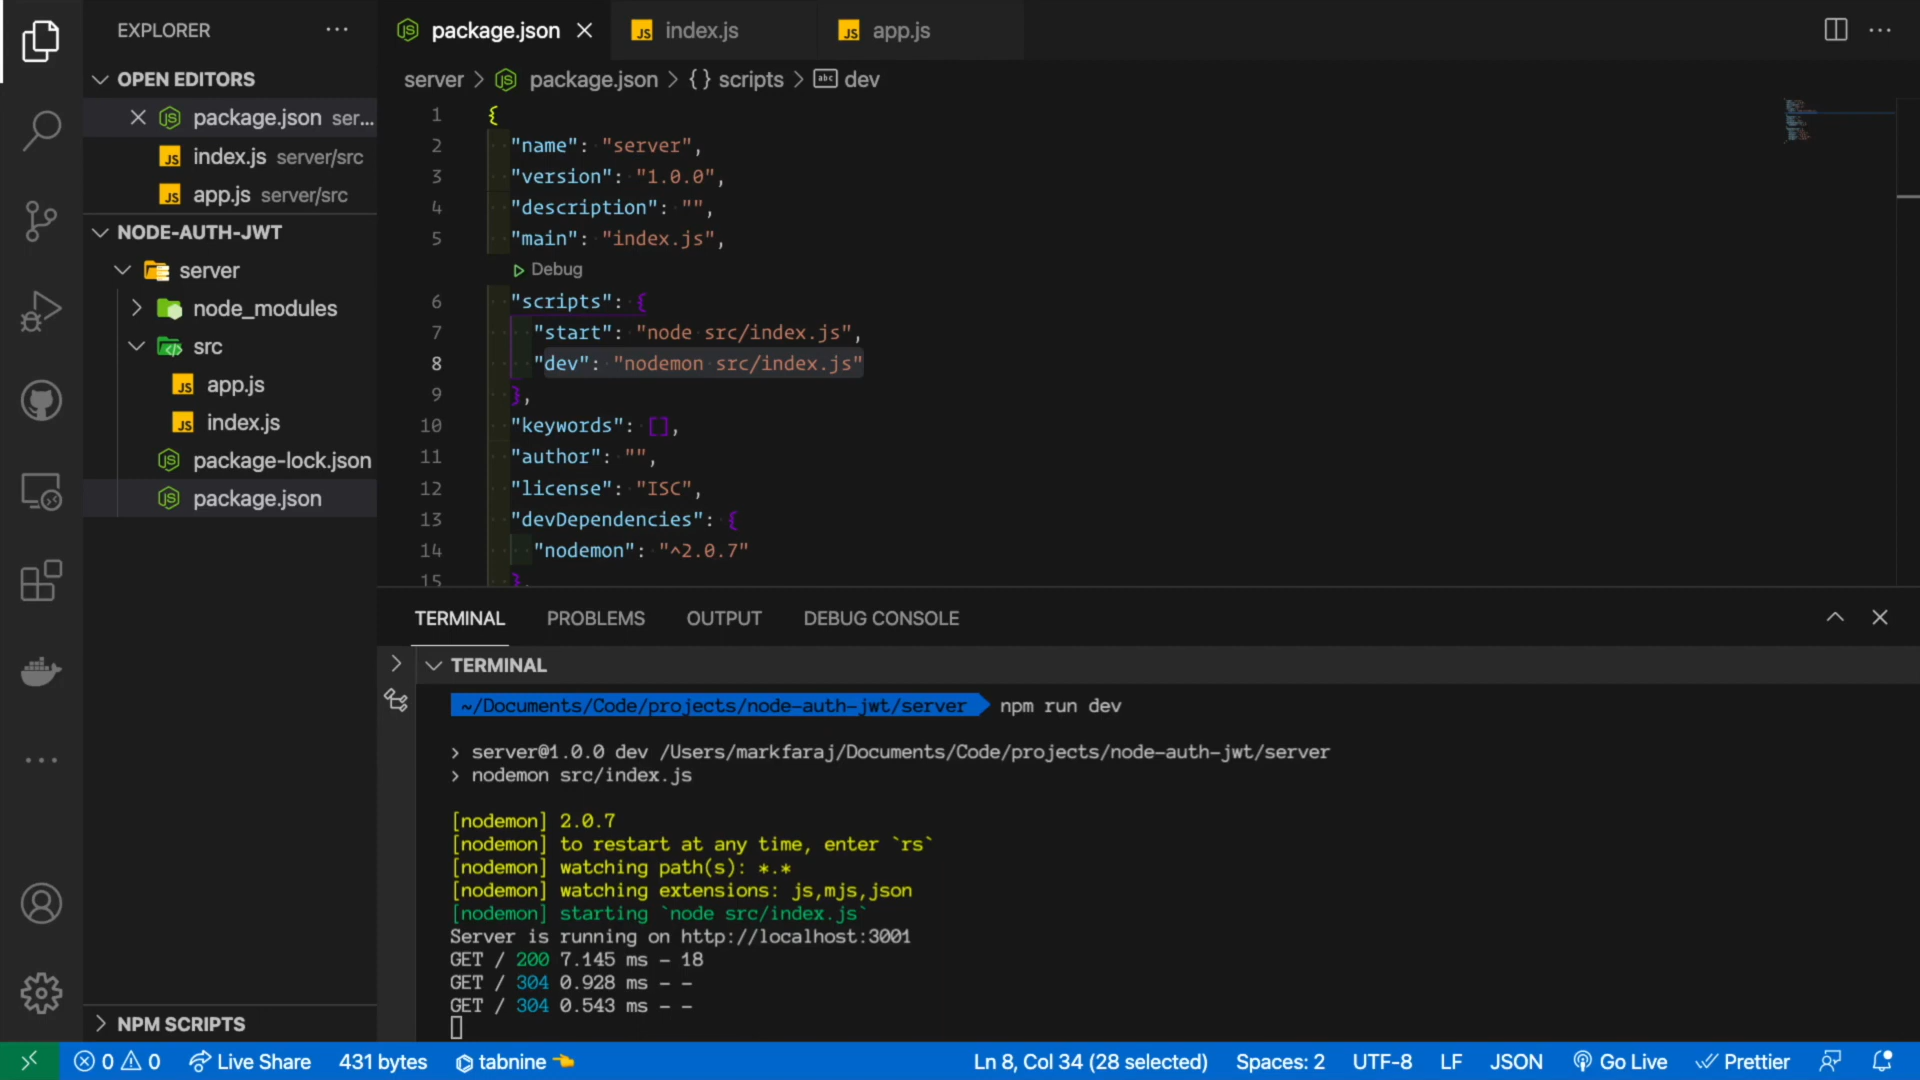 EXPLORER
OPEN EDITORS
package.json ser...
index.js server/src
app.js server/src
NODE-AUTH-JWT
server
node_modules
src
app.js
index.js
package-lock.json
package.json
NPM SCRIPTS
package.json
index.js
app.js
server > package.json > {} scripts > abc dev
1 {
2 "name": "server",
3 "version": "1.0.0",
4 "description": "",
5 "main": "index.js",
Debug
6 "scripts": {
7 "start": "node src/index.js",
8 "dev": "nodemon src/index.js"
9 },
10 "keywords": [],
11 "author": "",
12 "license": "ISC",
13 "devDependencies": {
14 "nodemon": "^2.0.7"
15 },
TERMINAL PROBLEMS OUTPUT DEBUG CONSOLE
TERMINAL
~/Documents/Code/projects/node-auth-jwt/server npm run dev
> server@1.0.0 dev /Users/markfaraj/Documents/Code/projects/node-auth-jwt/server
> nodemon src/index.js
[nodemon] 2.0.7
[nodemon] to restart at any time, enter `rs`
[nodemon] watching path(s): *.*
[nodemon] watching extensions: js,mjs,json
[nodemon] starting `node src/index.js`
Server is running on http://localhost:3001
GET / 200 7.145 ms - 18
GET / 304 0.928 ms - -
GET / 304 0.543 ms - -
0 0 Live Share 431 bytes tabnine 👈 Ln 8, Col 34 (28 selected) Spaces: 2 UTF-8 LF JSON Go Live Prettier